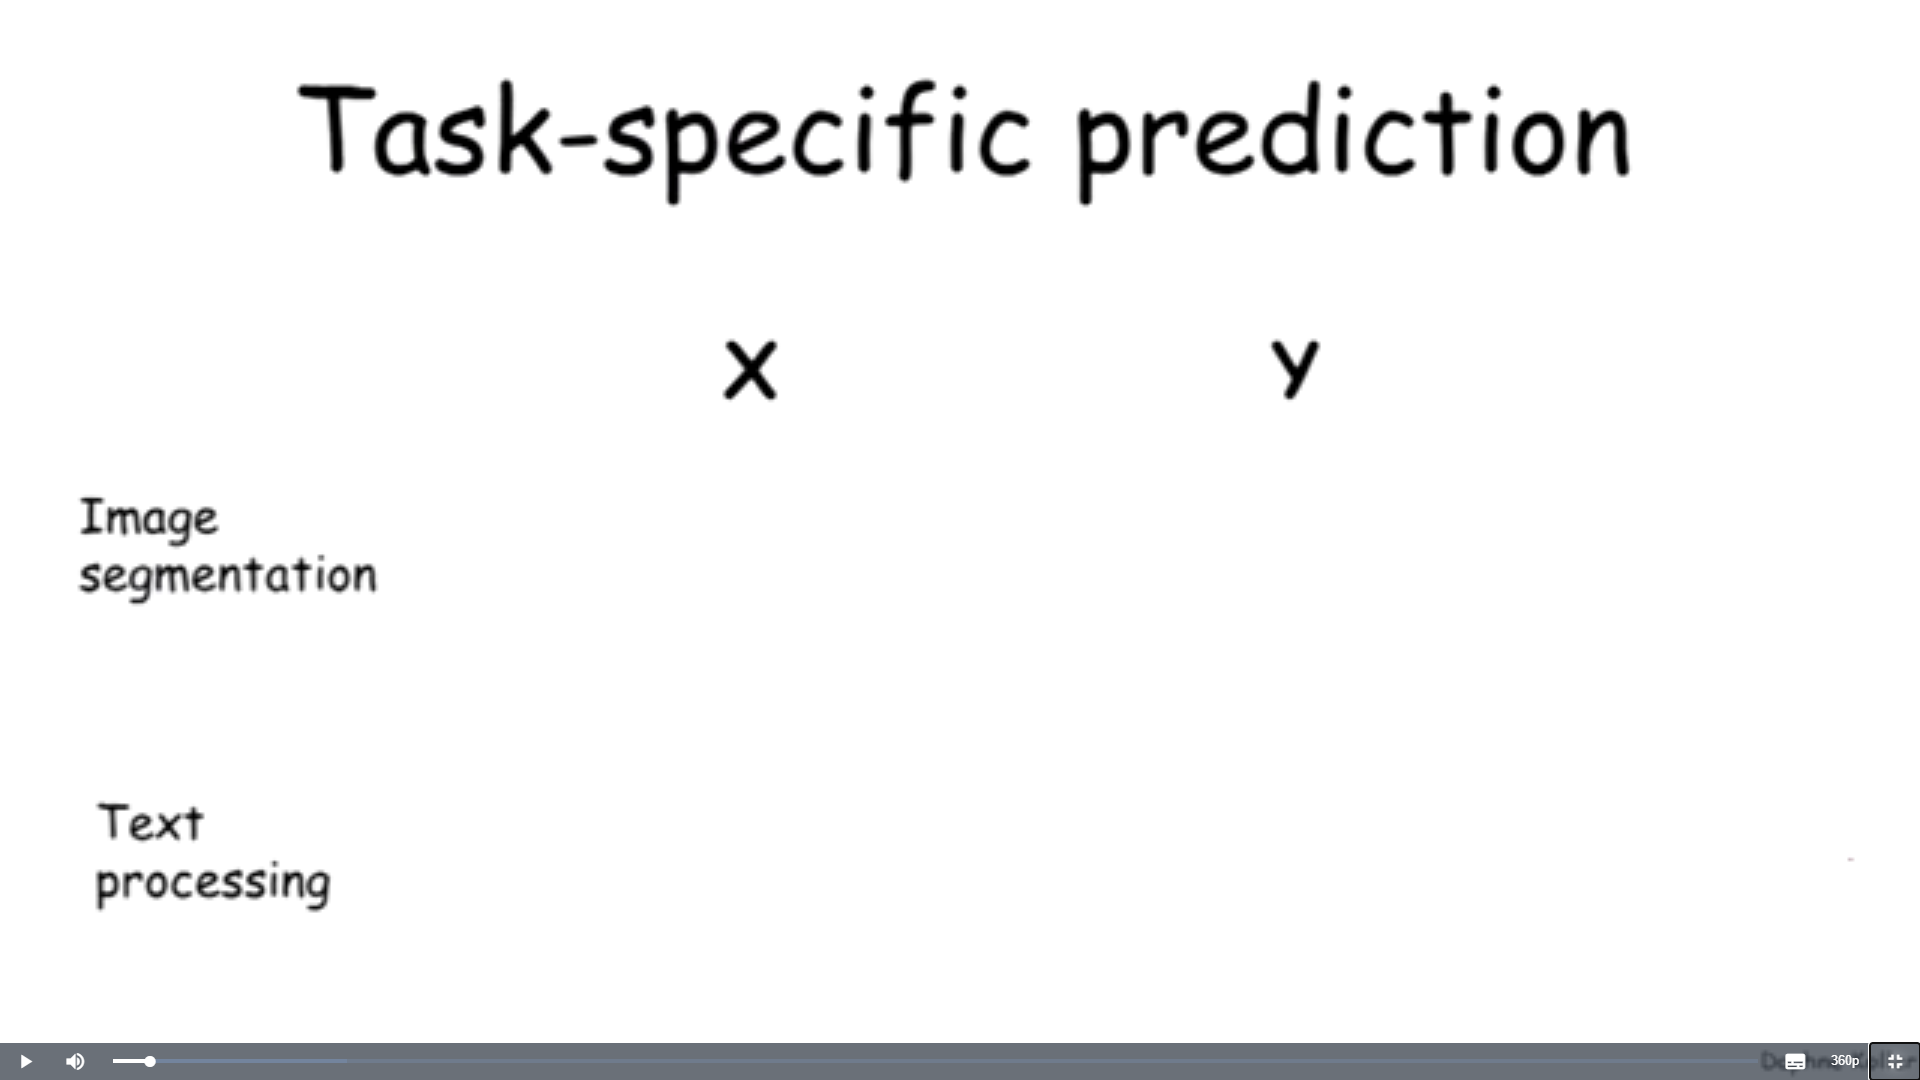 Task-specific prediction
X Y
Image
segmentation
Text
processing
360p